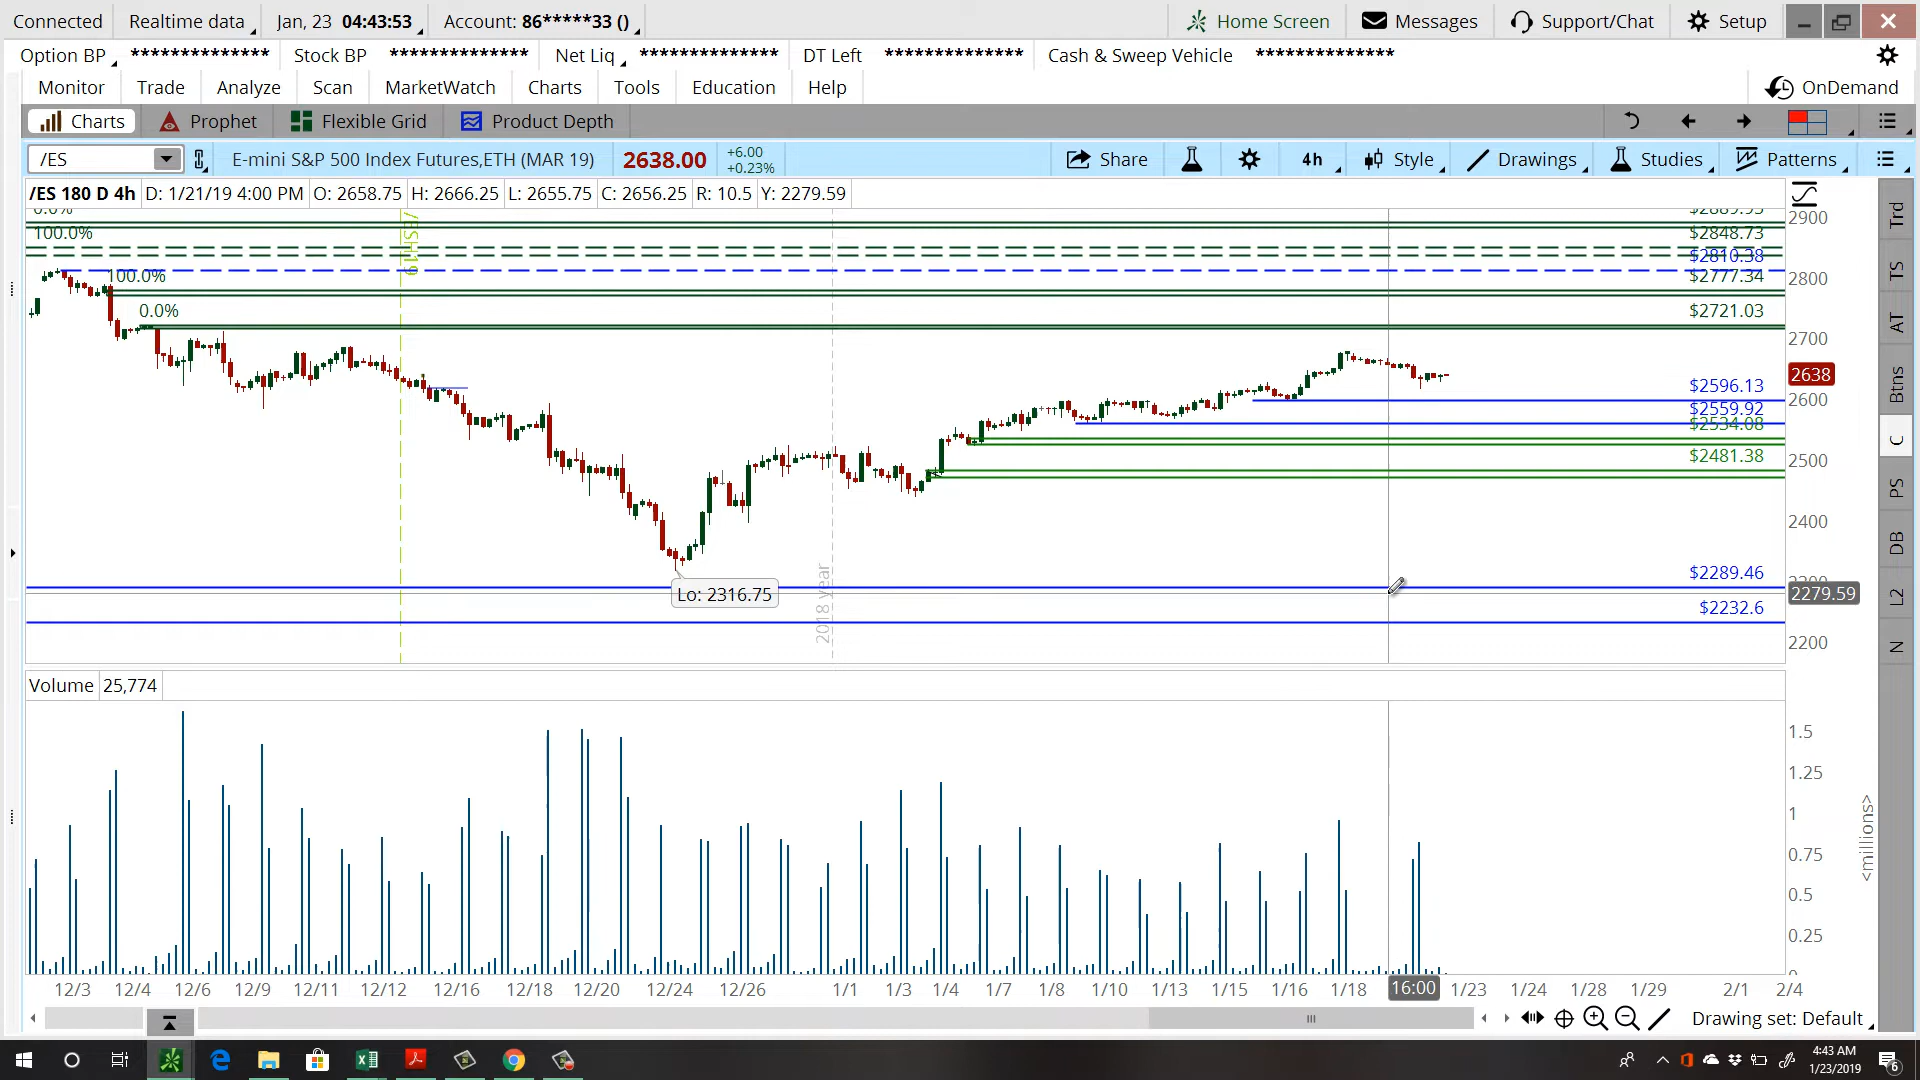 Connected Realtime data Jan, 23 04:43:53 Account: 86*****33 () Home Screen Messages Support/Chat Setup
Option BP ************** Stock BP ************** Net Liq ************** DT Left ************** Cash & Sweep Vehicle **************
Monitor Trade Analyze Scan MarketWatch Charts Tools Education Help OnDemand
Charts Prophet Flexible Grid Product Depth
/ES E-mini S&P 500 Index Futures,ETH (MAR 19) 2638.00 +6.00 +0.23% Share 4h Style Drawings Studies Patterns
/ES 180 D 4h D: 1/21/19 4:00 PM O: 2658.75 H: 2666.25 L: 2655.75 C: 2656.25 R: 10.5 Y: 2279.59
0.0% $2889.95
2900
100.0% $2848.73
$2810.38
100.0% $2777.34 2800
0.0% $2721.03
2700
2638
$2596.13
2600
$2559.92
$2534.08
$2481.38 2500
2400
$2289.46
2300
Lo: 2316.75 2279.59
$2232.6
2200
/ESH19
2018 year
Trd
TS
AT
Btns
C
PS
DB
L2
N
Volume 25,774
1.5
1.25
1
0.75
0.5
0.25
0
<millions>
12/3 12/4 12/6 12/9 12/11 12/12 12/16 12/18 12/20 12/24 12/26 1/1 1/3 1/4 1/7 1/8 1/10 1/13 1/15 1/16 1/18 16:00 1/23 1/24 1/28 1/29 2/1 2/4
Drawing set: Default
4:43 AM
1/23/2019
6